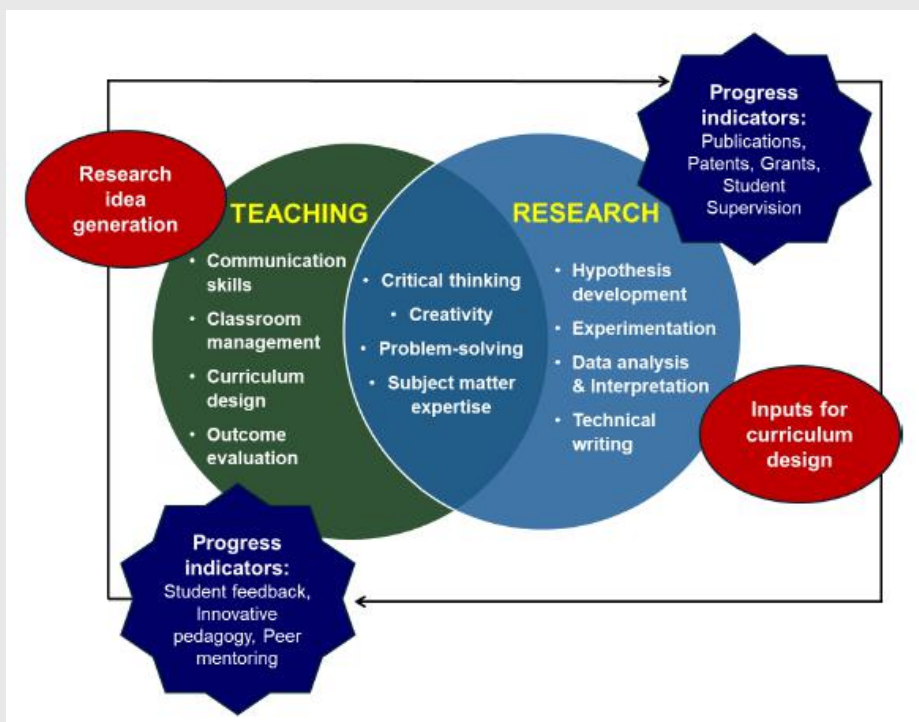 Progress
indicators:
Publications,
Patents, Grants,
Student
Supervision
Research
idea
generation
TEACHING
• Communication
skills
• Classroom
management
• Curriculum
design
• Outcome
evaluation
• Critical thinking
• Creativity
• Problem-solving
• Subject matter
expertise
RESEARCH
• Hypothesis
development
• Experimentation
• Data analysis
& Interpretation
• Technical
writing
Inputs for
curriculum
design
Progress
indicators:
Student feedback,
Innovative
pedagogy, Peer
mentoring